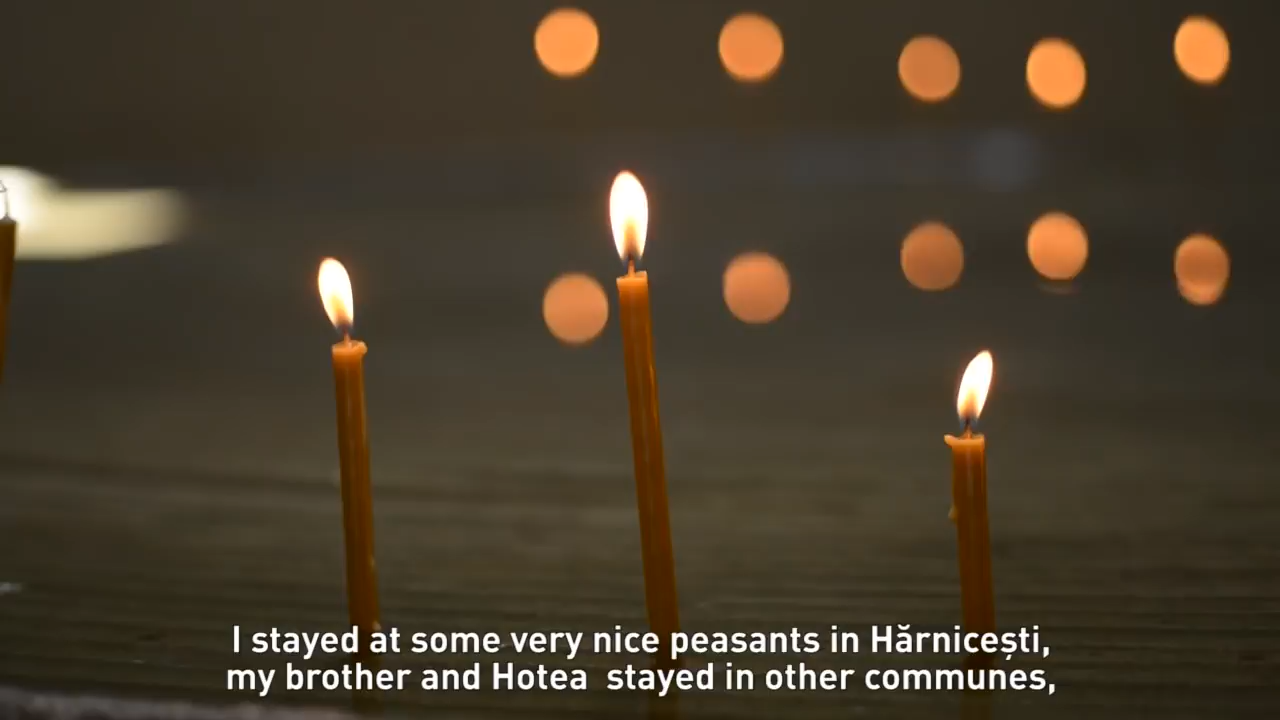 I stayed at some very nice peasants in Hărnicești,
my brother and Hotea  stayed in other communes,